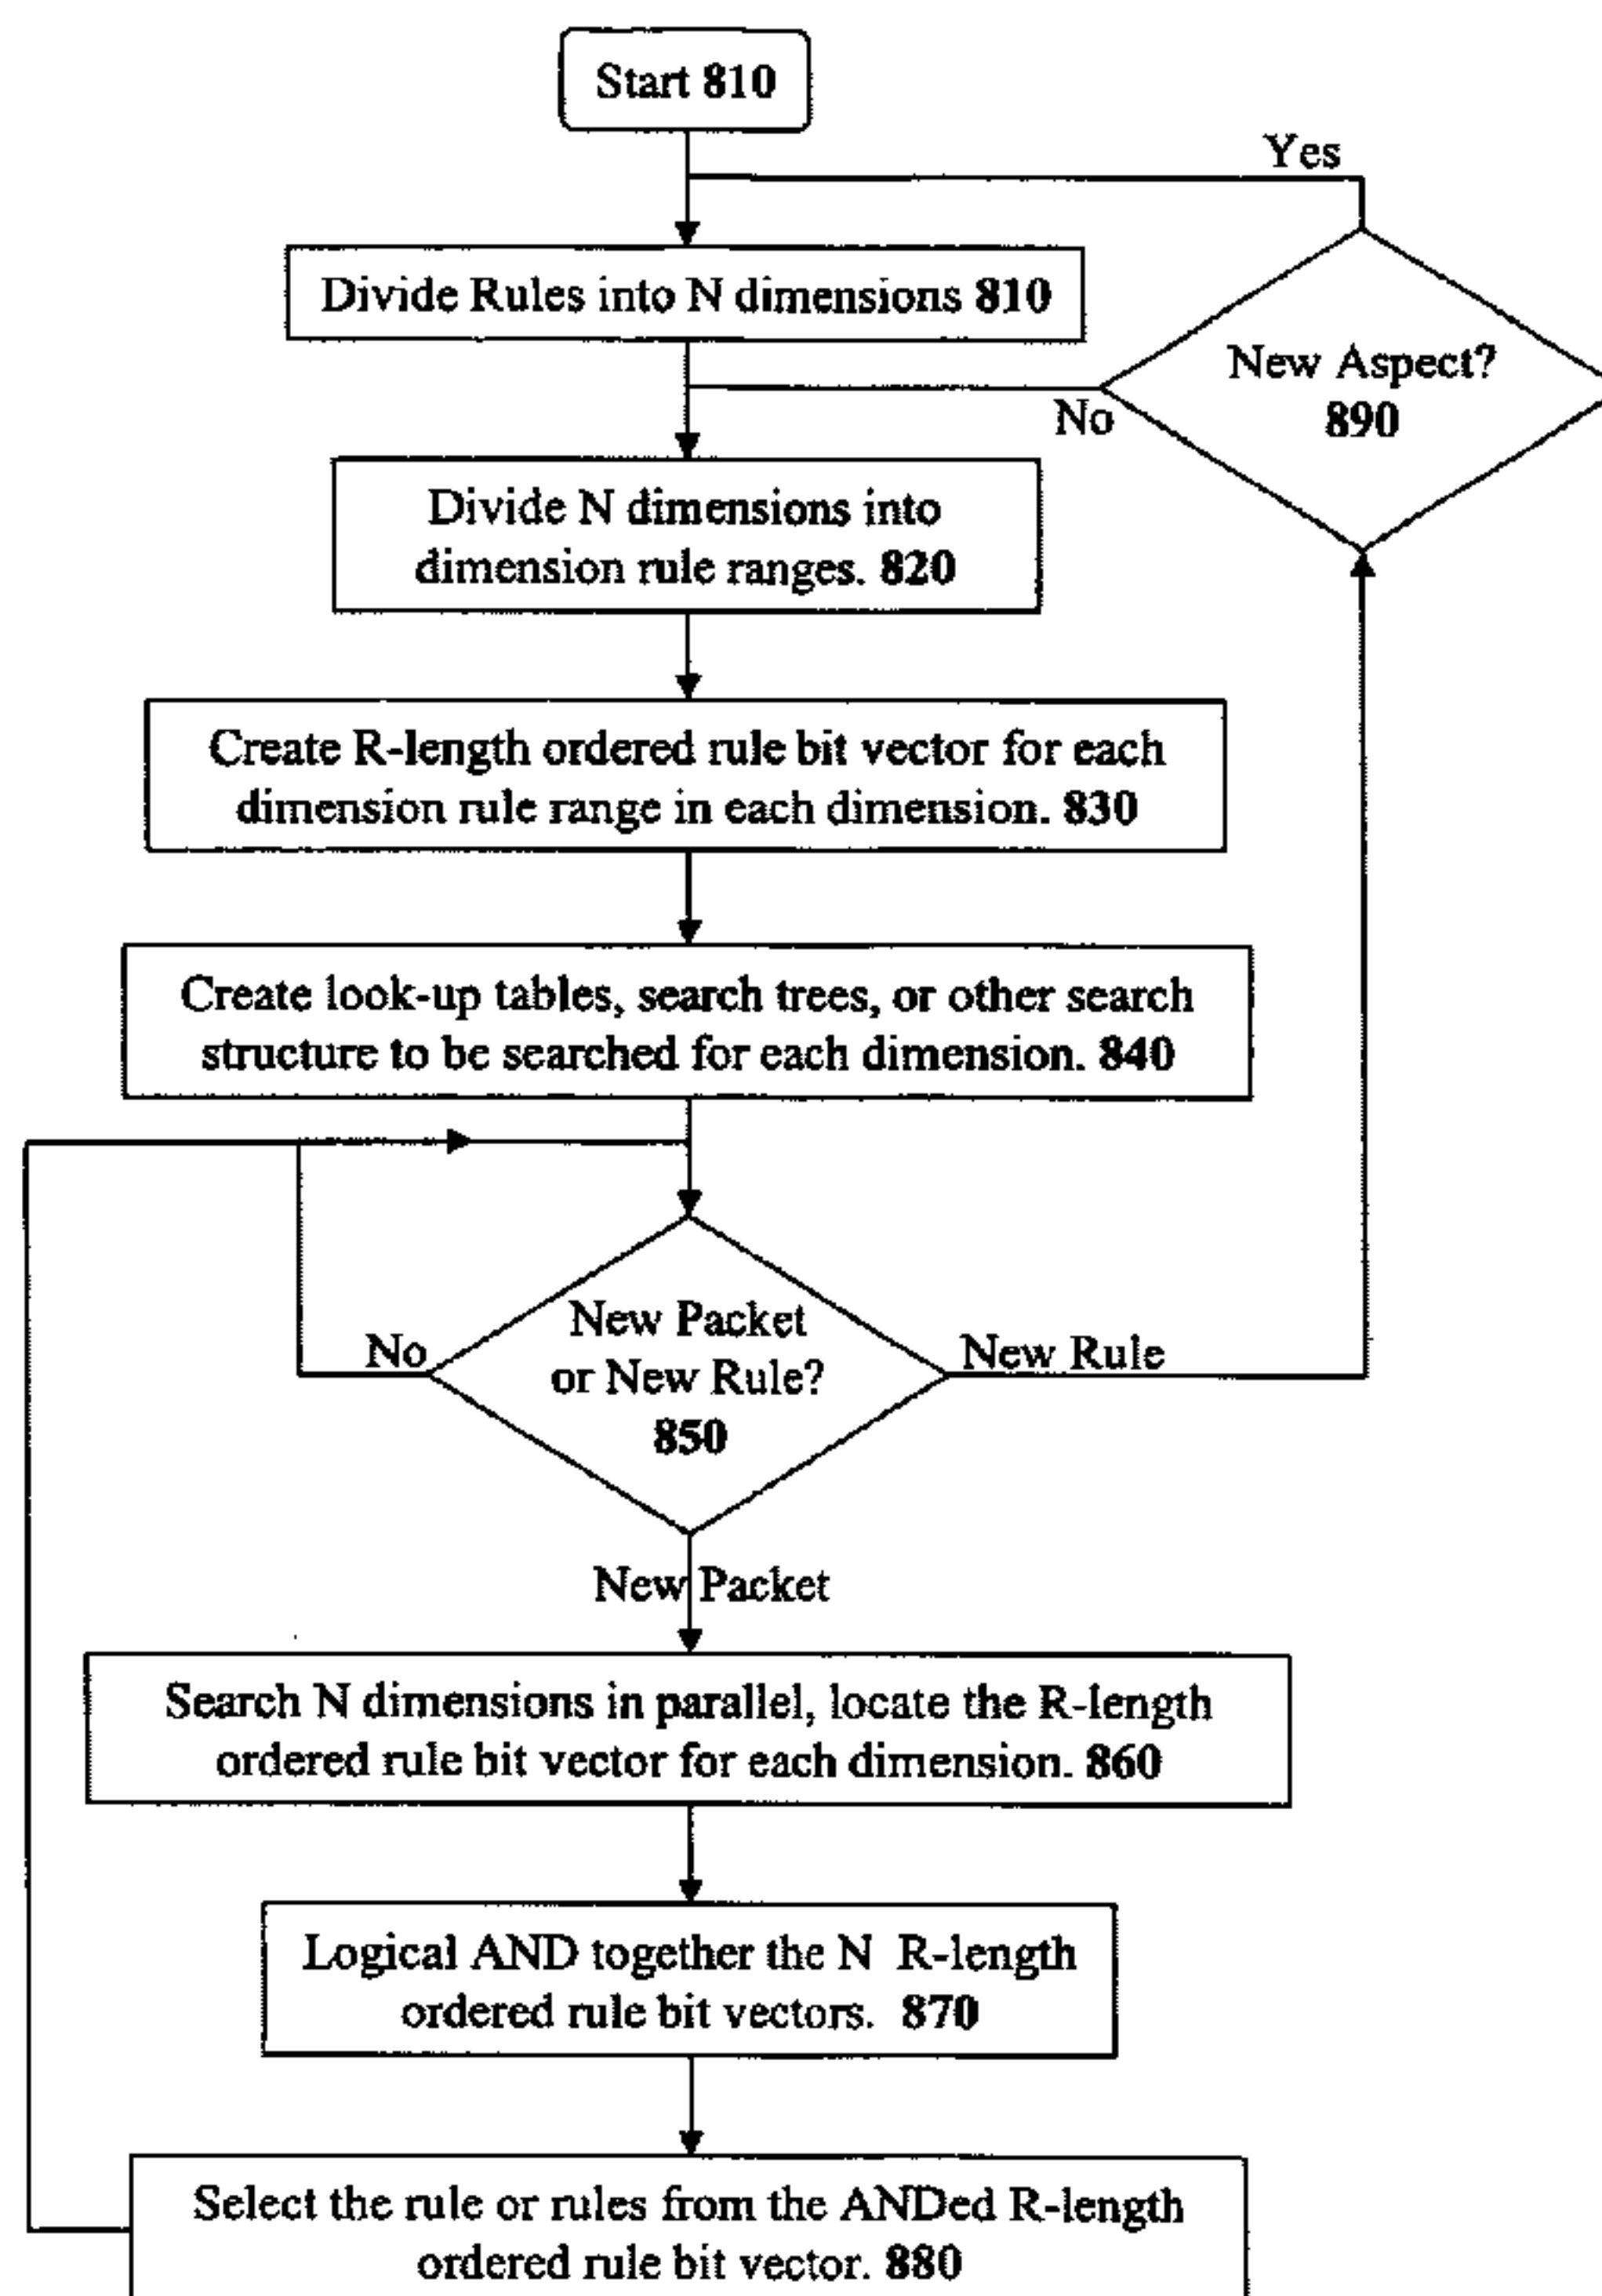 Start 810
Yes
Divide Rules into N dimensions 810
New Aspect?
890
No
Divide N dimensions into
dimension rule ranges. 820
Create R-length ordered rule bit vector for each
dimension rule range in each dimension. 830
Create look-up tables, search trees, or other search
structure to be searched for each dimension. 840
New Packet
or New Rule?
850
No
New Rule
New Packet
Search N dimensions in parallel, locate the R-length
ordered rule bit vector for each dimension. 860
Logical AND together the N R-length
ordered rule bit vectors. 870
Select the rule or rules from the ANDed R-length
ordered rule bit vector. 880